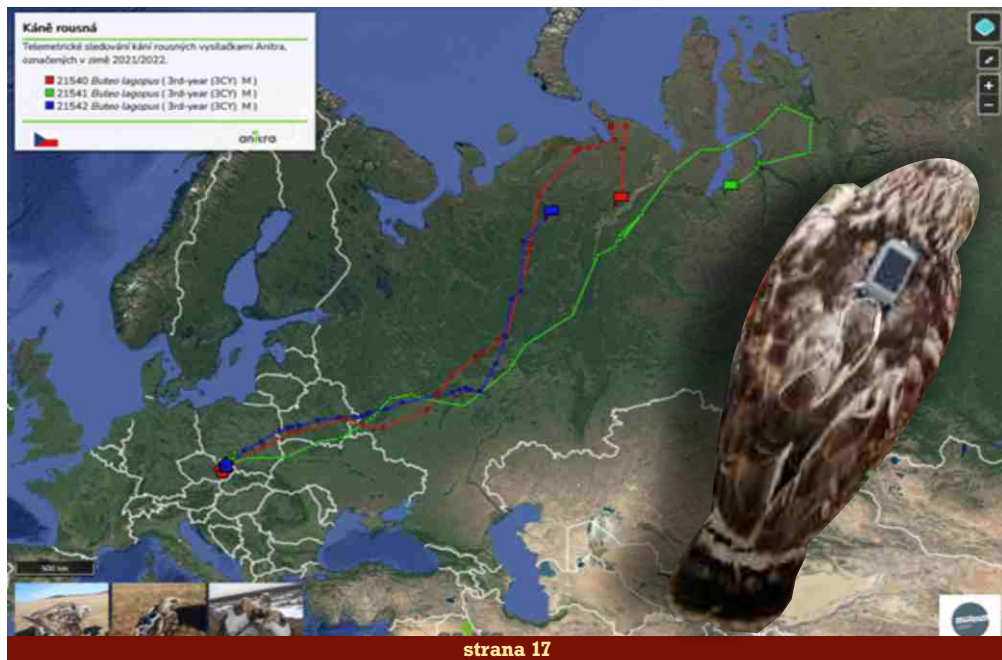 Káně rousná
Telemetrické sledování kání rousných vysílačkami Anitra,
označených v zimě 2021/2022.
21540 Buteo lagopus ( 3rd-year (3CY) M )
21541 Buteo lagopus ( 3rd-year (3CY) M )
21542 Buteo lagopus ( 3rd-year (3CY) M )
anitra
+
−
500 km
strana 17